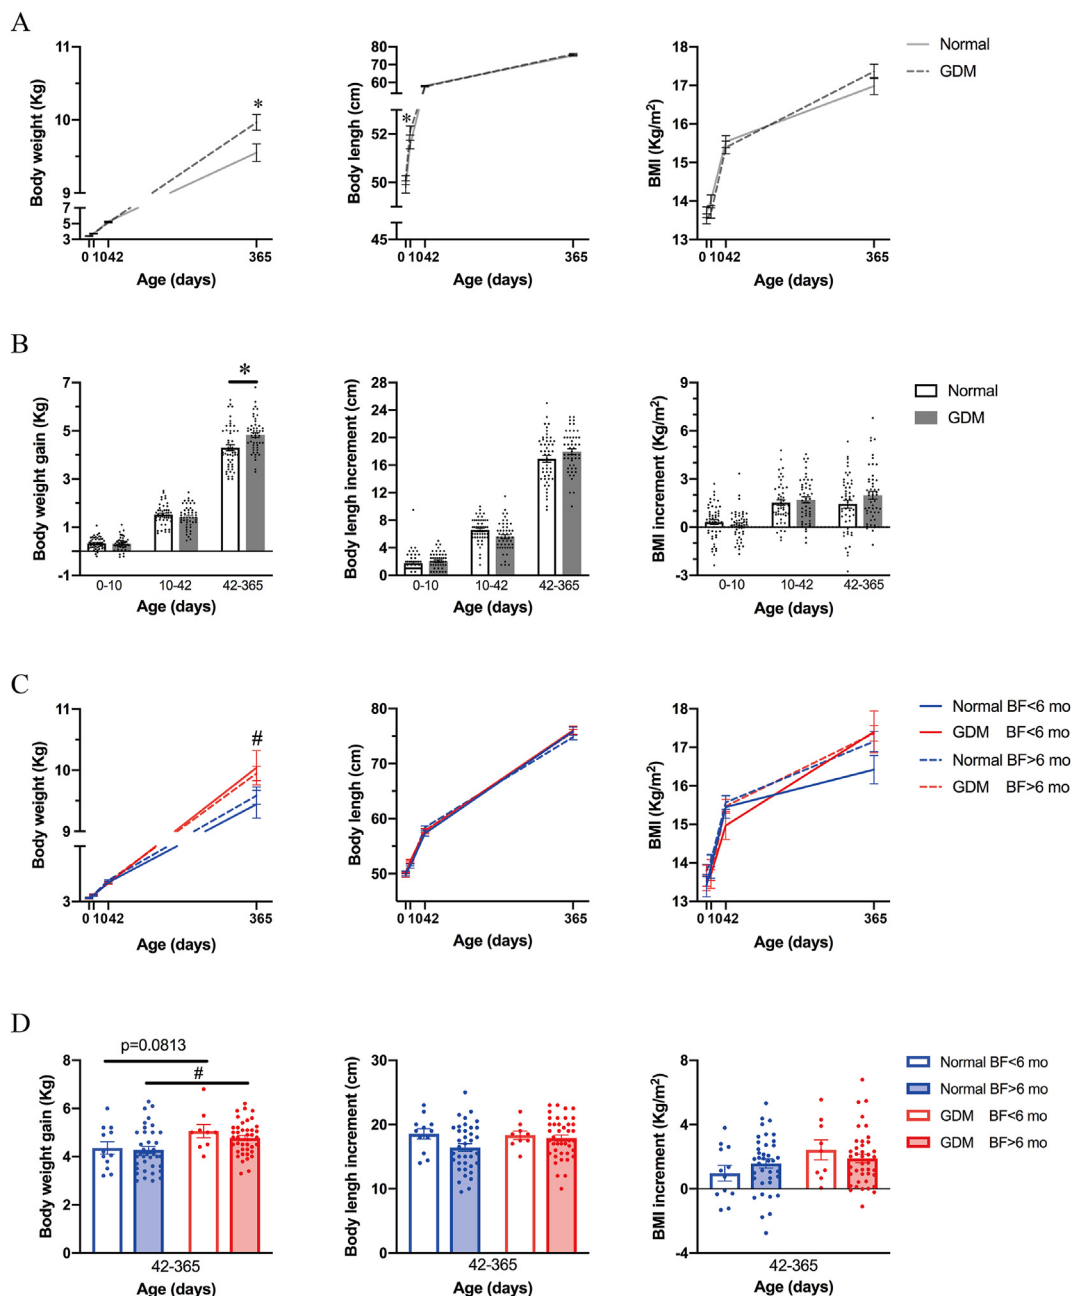 A
Body weight (Kg)
11
10
9
7
5
3
*
0 1042
365
Age (days)
Body lengh (cm)
80
70
60
52
50
45
*
0 1042
365
Age (days)
BMI (Kg/m²)
18
17
16
15
14
13
0 1042
365
Age (days)
Normal
GDM
B
Body weight gain (Kg)
7
5
3
1
-1
*
0-10
10-42
42-365
Age (days)
Body lengh increment (cm)
28
24
20
16
12
8
4
0
0-10
10-42
42-365
Age (days)
BMI increment (Kg/m²)
9
6
3
0
-3
0-10
10-42
42-365
Age (days)
Normal
GDM
C
Body weight (Kg)
11
10
9
3
#
0 1042
365
Age (days)
Body lengh (cm)
80
70
60
50
0 1042
365
Age (days)
BMI (Kg/m²)
18
17
16
15
14
13
0 1042
365
Age (days)
Normal BF<6 mo
GDM BF<6 mo
Normal BF>6 mo
GDM BF>6 mo
D
Body weight gain (Kg)
8
6
4
2
0
p=0.0813
#
42-365
Age (days)
Body lengh increment (cm)
30
20
10
0
42-365
Age (days)
BMI increment (Kg/m²)
8
4
0
-4
42-365
Age (days)
Normal BF<6 mo
Normal BF>6 mo
GDM BF<6 mo
GDM BF>6 mo